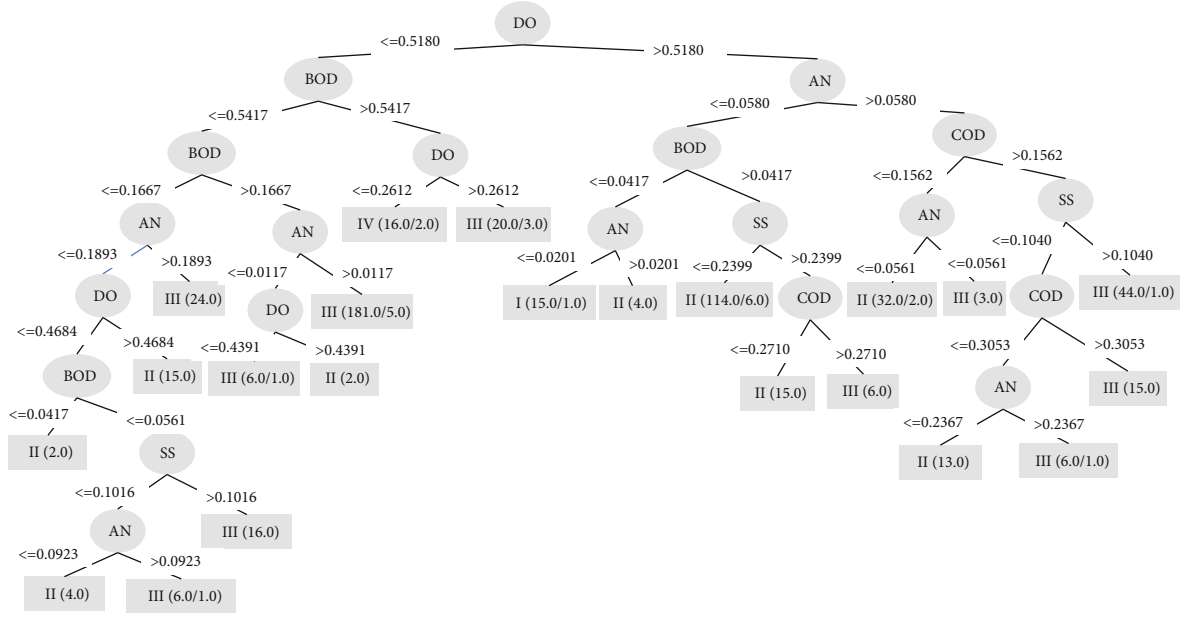 DO
<=0.5180
>0.5180
BOD
AN
<=0.5417
>0.5417
<=0.0580
>0.0580
BOD
DO
BOD
COD
<=0.1667
>0.1667
<=0.2612
>0.2612
<=0.0417
>0.0417
<=0.1562
>0.1562
AN
AN
IV (16.0/2.0)
III (20.0/3.0)
AN
SS
AN
SS
<=0.1893
>0.1893
<=0.0117
>0.0117
<=0.0201
>0.0201
<=0.2399
>0.2399
<=0.0561
<=0.0561
<=0.1040
>0.1040
DO
III (24.0)
DO
III (181.0/5.0)
I (15.0/1.0)
II (4.0)
II (114.0/6.0)
COD
II (32.0/2.0)
III (3.0)
COD
III (44.0/1.0)
<=0.4684
>0.4684
<=0.4391
>0.4391
<=0.2710
>0.2710
<=0.3053
>0.3053
BOD
II (15.0)
III (6.0/1.0)
II (2.0)
II (15.0)
III (6.0)
AN
III (15.0)
<=0.0417
<=0.0561
<=0.2367
>0.2367
II (2.0)
SS
II (13.0)
III (6.0/1.0)
<=0.1016
>0.1016
AN
III (16.0)
<=0.0923
>0.0923
II (4.0)
III (6.0/1.0)